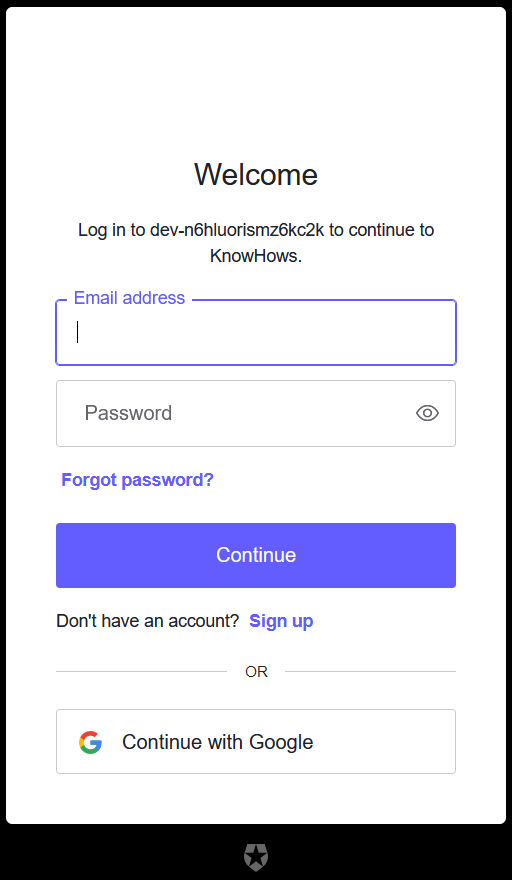 Welcome
Log in to dev-n6hluorismz6kc2k to continue to
KnowHows.
Email address
Password
Forgot password?
Continue
Don't have an account? Sign up
OR
Continue with Google